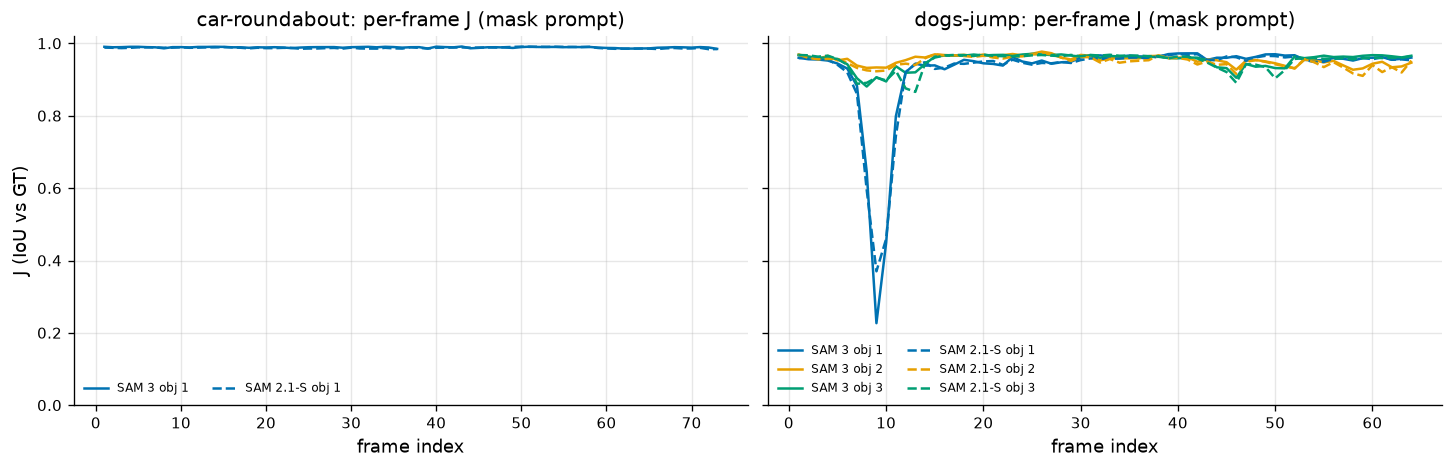 car-roundabout: per-frame J (mask prompt)
dogs-jump: per-frame J (mask prompt)
J (IoU vs GT)
1.0
0.8
0.6
0.4
0.2
0.0
SAM 3 obj 1
SAM 2.1-S obj 1
0 10 20 30 40 50 60 70
frame index
SAM 3 obj 1
SAM 3 obj 2
SAM 3 obj 3
SAM 2.1-S obj 1
SAM 2.1-S obj 2
SAM 2.1-S obj 3
0 10 20 30 40 50 60
frame index